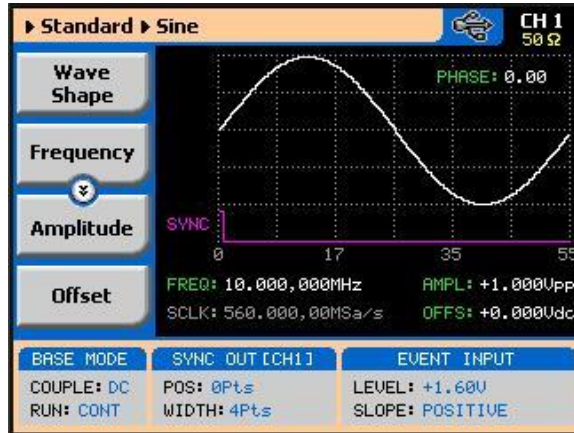 Standard Sine
CH 1
50 Ω
Wave
Shape
PHASE: 0.00
Frequency
Amplitude
SYNC
0 17 35 55
Offset
FREQ: 10.000,000MHz AMPL: +1.000Vpp
SCLK: 560.000,00MSa/s OFFS: +0.000Vdc
BASE MODE SYNC OUT [CH1] EVENT INPUT
COUPLE: DC POS: 0Pts LEVEL: +1.60V
RUN: CONT WIDTH: 4Pts SLOPE: POSITIVE